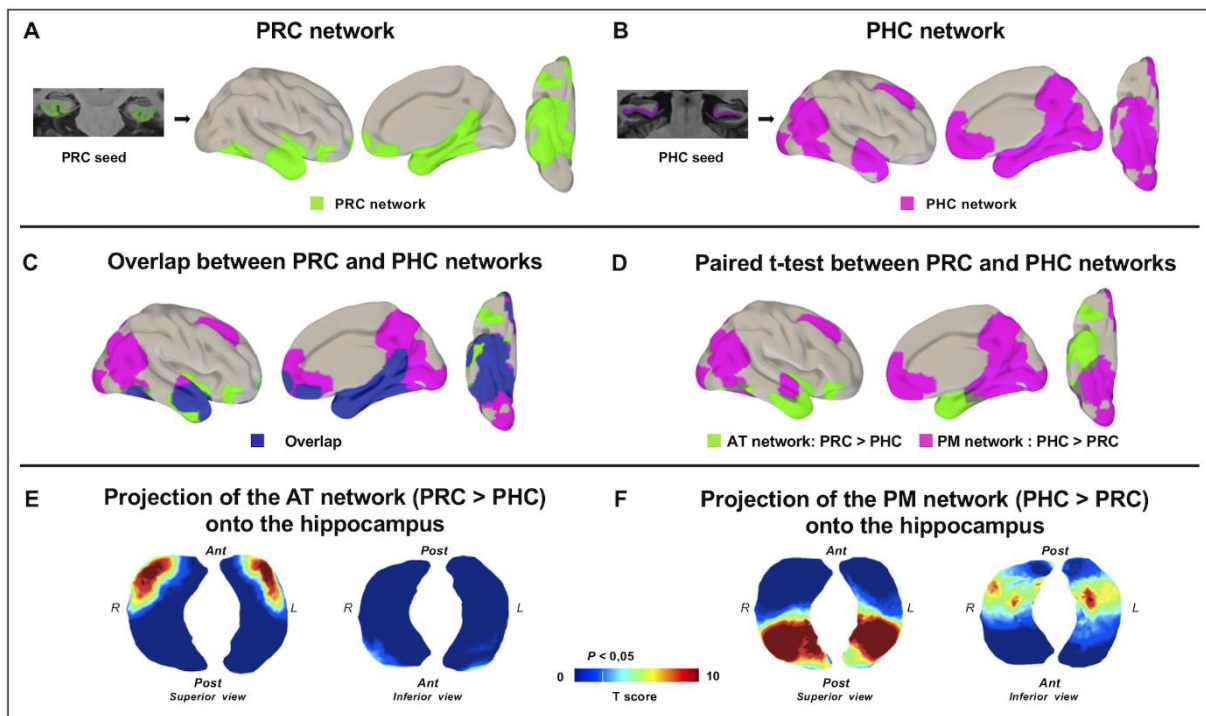 A
PRC network
PRC seed
PRC network
B
PHC network
PHC seed
PHC network
C
Overlap between PRC and PHC networks
Overlap
D
Paired t-test between PRC and PHC networks
AT network: PRC > PHC
PM network : PHC > PRC
E
Projection of the AT network (PRC > PHC)
onto the hippocampus
Ant
Post
R
L
R
L
Post
Ant
Superior view
Inferior view
F
Projection of the PM network (PHC > PRC)
onto the hippocampus
Ant
Post
R
L
R
L
Post
Ant
Superior view
Inferior view
P < 0,05
0
10
T score